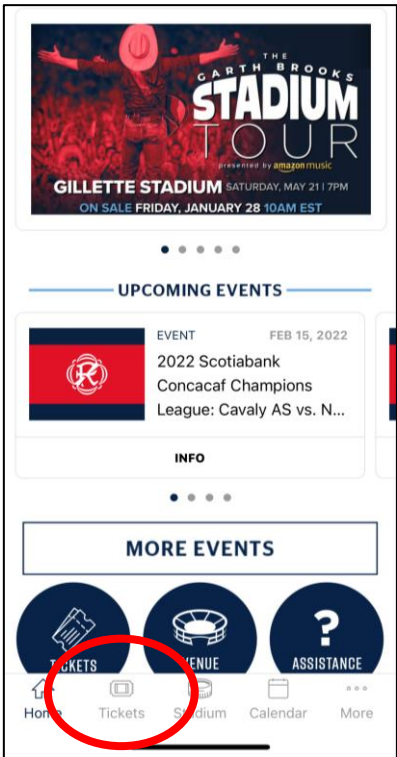 THE
GARTH BROOKS
STADIUM
TOUR
presented by amazon music
GILLETTE STADIUM SATURDAY, MAY 21 | 7PM
ON SALE FRIDAY, JANUARY 28 10AM EST
UPCOMING EVENTS
EVENT FEB 15, 2022
2022 Scotiabank
Concacaf Champions
League: Cavaly AS vs. N...
INFO
MORE EVENTS
TICKETS VENUE ASSISTANCE
Home Tickets Stadium Calendar More